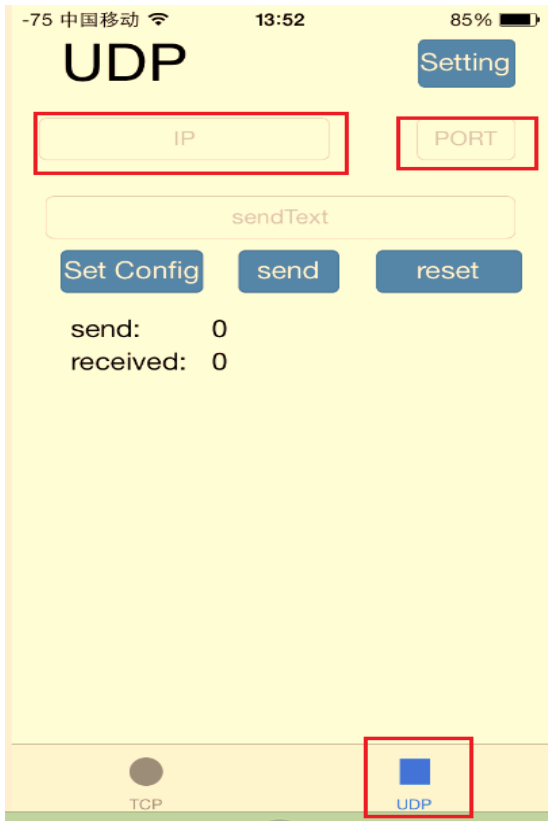 -75 中国移动 13:52 85%
UDP Setting
IP PORT
sendText
Set Config send reset
send: 0
received: 0
TCP UDP